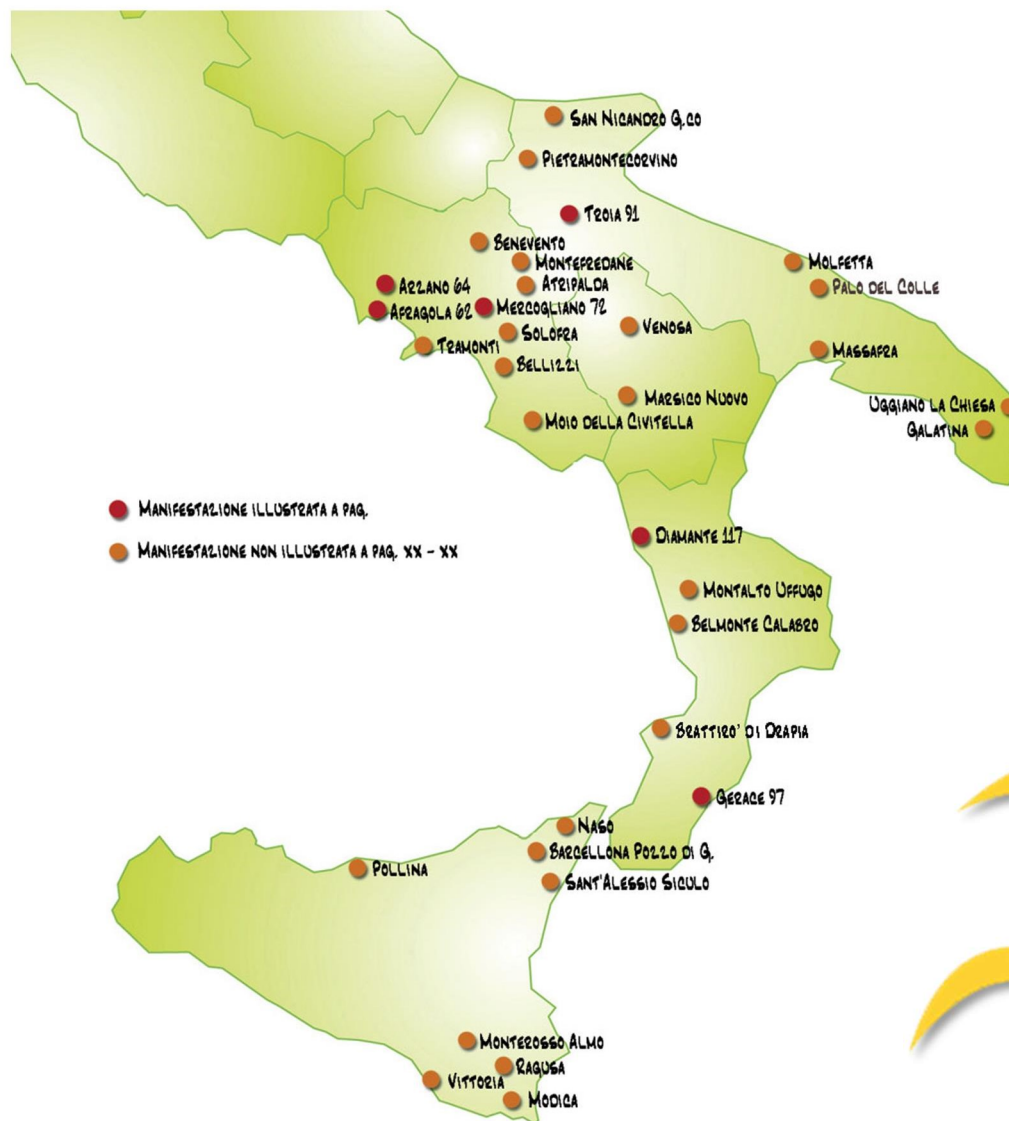 San Nicandro G.co
Pietramontecorvino
Troia 91
Benevento
Montefredane
Molfetta
Arzano 64
Atripalda
Palo del Colle
Afragola 62
Mercogliano 72
Solofra
Venosa
Tramonti
Massafra
Bellizzi
Marsico Nuovo
Uggiano la Chiesa
Moio della Civitella
Galatina
Manifestazione illustrata a pag.
Manifestazione non illustrata a pag. xx - xx
Diamante 117
Montalto Uffugo
Belmonte Calabro
Brattiro' di Drapia
Gerace 97
Naso
Barcellona Pozzo di G.
Pollina
Sant'Alessio Siculo
Monterosso Almo
Ragusa
Vittoria
Modica